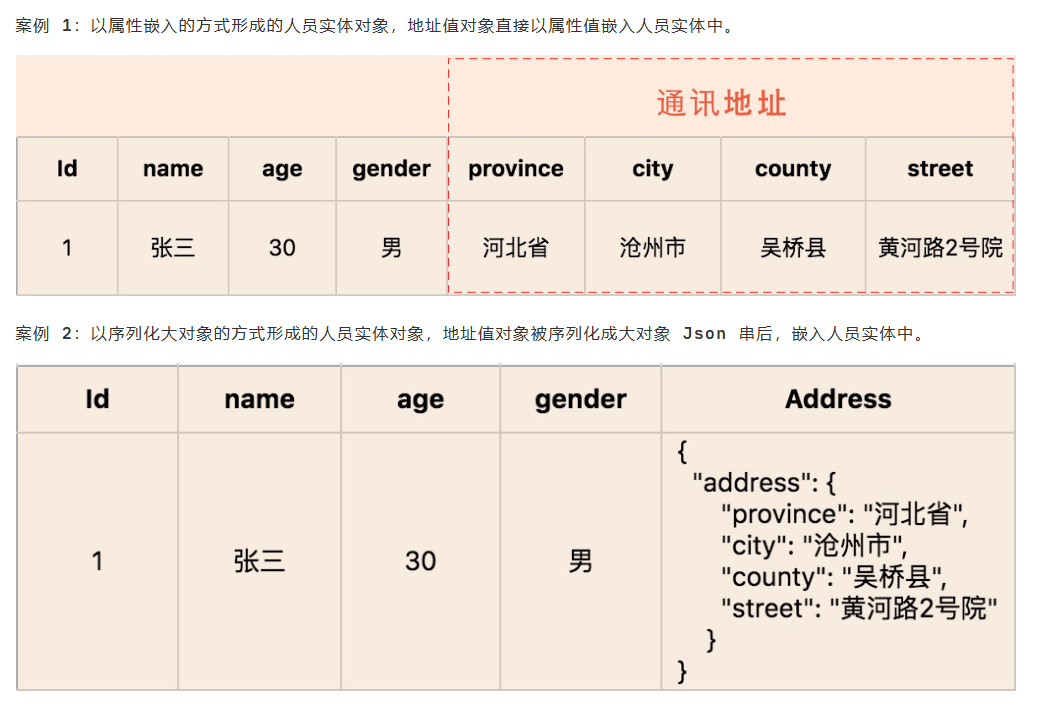 案例 1：以属性嵌入的方式形成的人员实体对象，地址值对象直接以属性值嵌入人员实体中。
通讯地址
Id name age gender province city county street
1 张三 30 男 河北省 沧州市 吴桥县 黄河路2号院
案例 2：以序列化大对象的方式形成的人员实体对象，地址值对象被序列化成大对象 Json 串后，嵌入人员实体中。
Id name age gender Address
{
"address": {
"province": "河北省",
"city": "沧州市",
1 张三 30 男 "county": "吴桥县",
"street": "黄河路2号院"
}
}